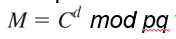 M = C^d mod pq